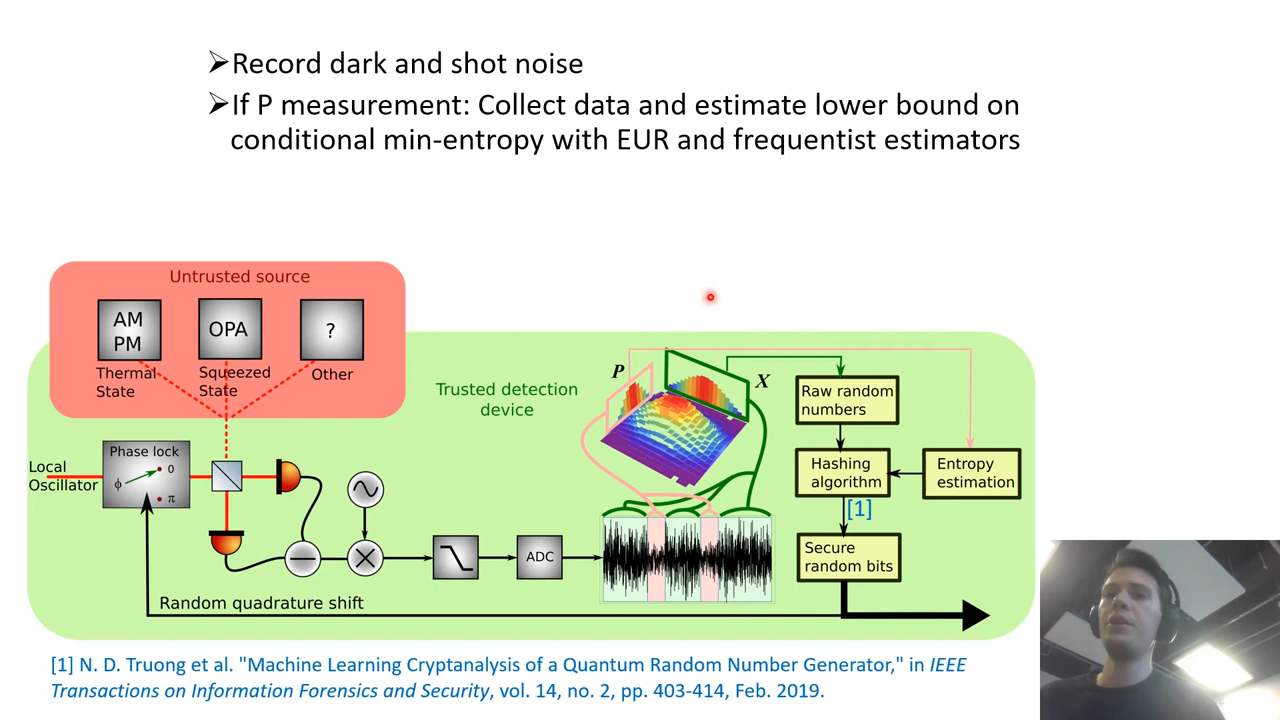 ➢Record dark and shot noise
➢If P measurement: Collect data and estimate lower bound on
conditional min-entropy with EUR and frequentist estimators
Untrusted source
AM
PM
OPA
?
Thermal
State
Squeezed
State
Other
Trusted detection
device
P
X
Raw random
numbers
Phase lock
0
ϕ
π
Local
Oscillator
Hashing
algorithm
Entropy
estimation
[1]
ADC
Secure
random bits
Random quadrature shift
[1] N. D. Truong et al. "Machine Learning Cryptanalysis of a Quantum Random Number Generator," in IEEE
Transactions on Information Forensics and Security, vol. 14, no. 2, pp. 403-414, Feb. 2019.